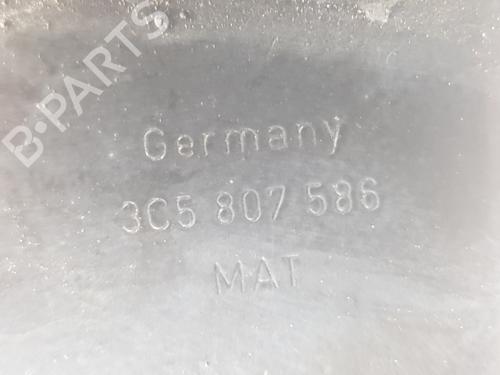 B-PARTS
Germany
3C5 807 586
MAT